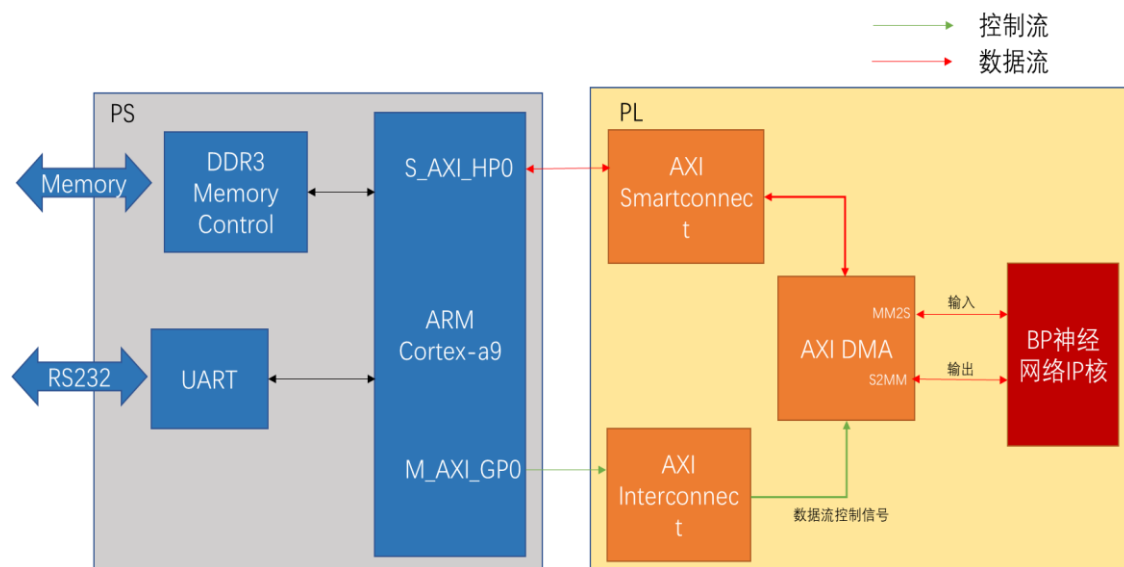 控制流
数据流
PS
PL
Memory
DDR3
Memory
Control
S_AXI_HP0
AXI
Smartconnec
t
RS232
UART
ARM
Cortex-a9
MM2S
AXI DMA
S2MM
输入
输出
BP神经
网络IP核
M_AXI_GP0
AXI
Interconnec
t
数据流控制信号